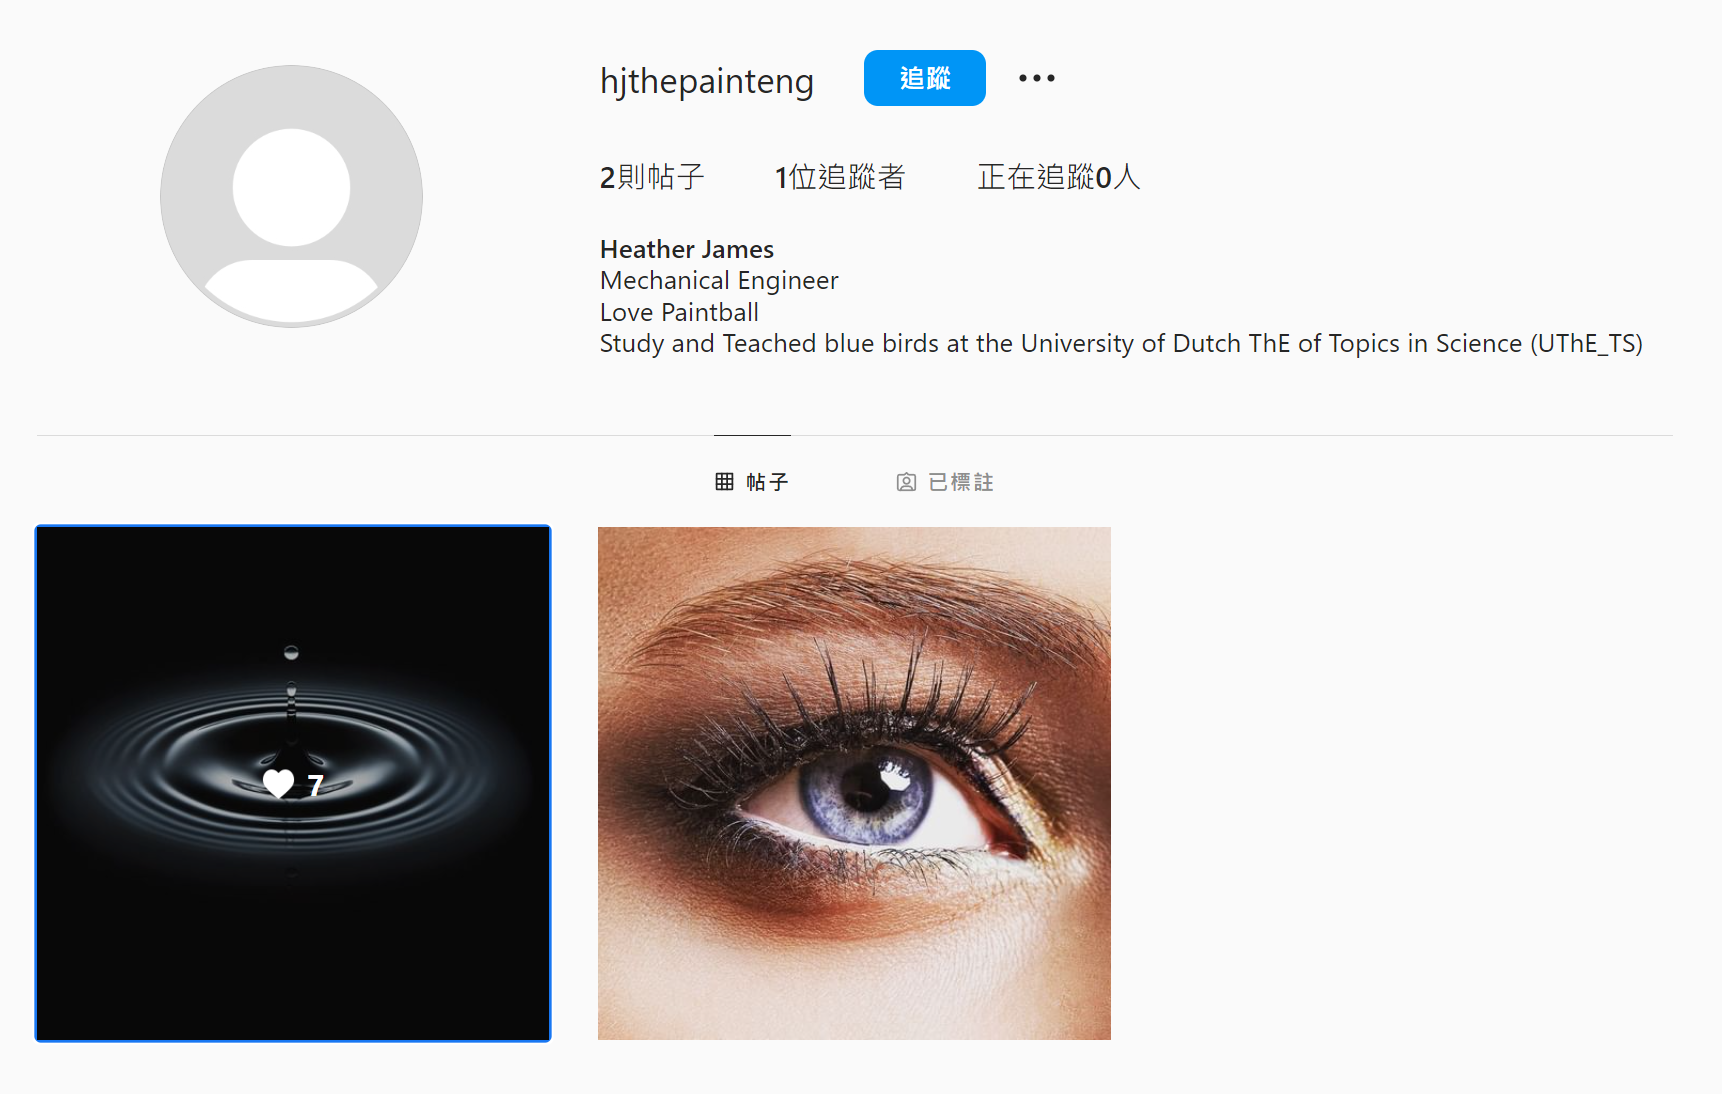 hjthepainteng
追蹤
2則帖子 1位追蹤者 正在追蹤0人
Heather James
Mechanical Engineer
Love Paintball
Study and Teached blue birds at the University of Dutch ThE of Topics in Science (UThE_TS)
帖子 已標註
7